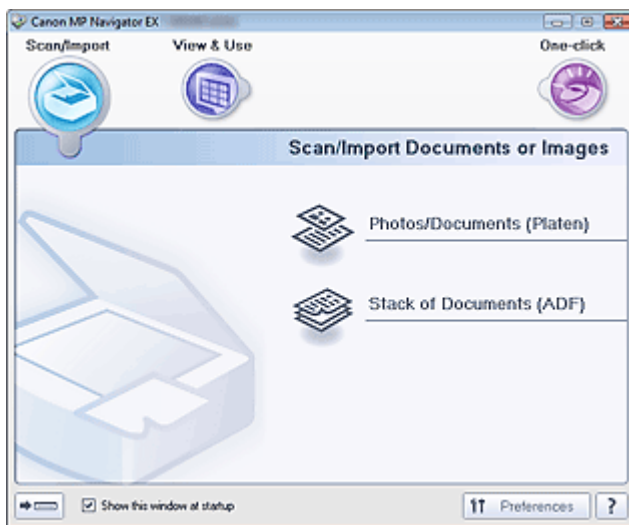 Canon MP Navigator EX
Scan/Import
View & Use
One-click
Scan/Import Documents or Images
Photos/Documents (Platen)
Stack of Documents (ADF)
Show this window at startup
Preferences
?